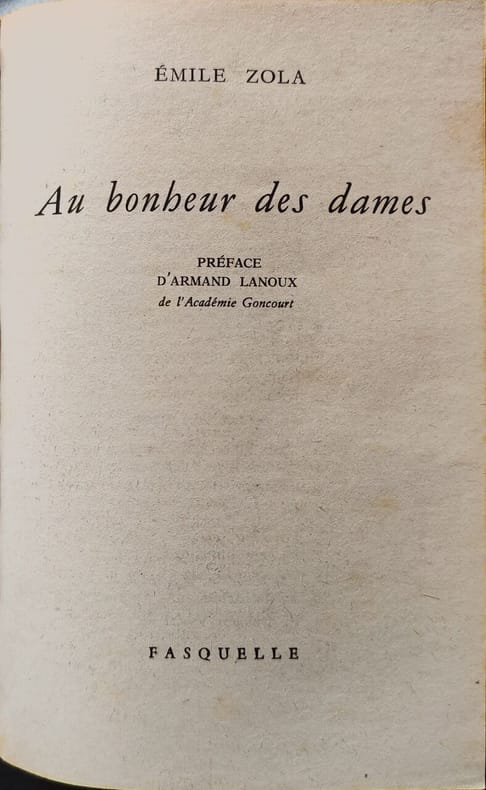 ÉMILE ZOLA
Au bonheur des dames
PRÉFACE
D'ARMAND LANOUX
de l'Académie Goncourt
FASQUELLE